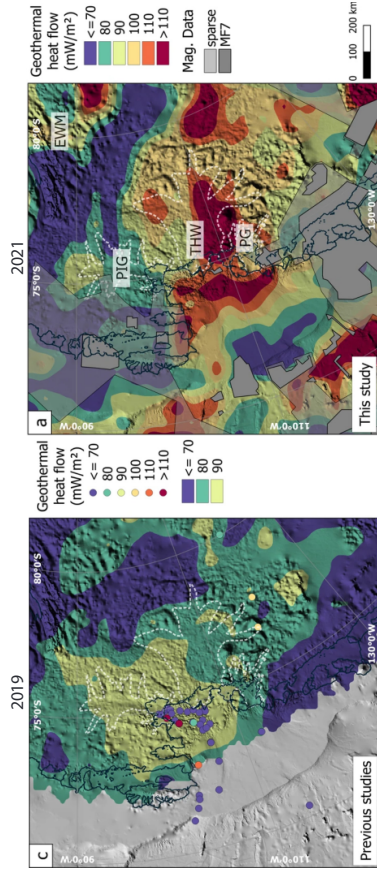 2021
a
EWM
PIG
THW
PG
80°0'S
75°0'S
90°0'W
110°0'W
130°0'W
This study
Geothermal
heat flow
(mW/m²)
<=70
80
90
100
110
>110
Mag. Data
sparse
MF7
0
100
200 km
2019
c
80°0'S
75°0'S
90°0'W
110°0'W
130°0'W
Previous studies
Geothermal
heat flow
(mW/m²)
<= 70
80
90
100
110
>110
<= 70
80
90